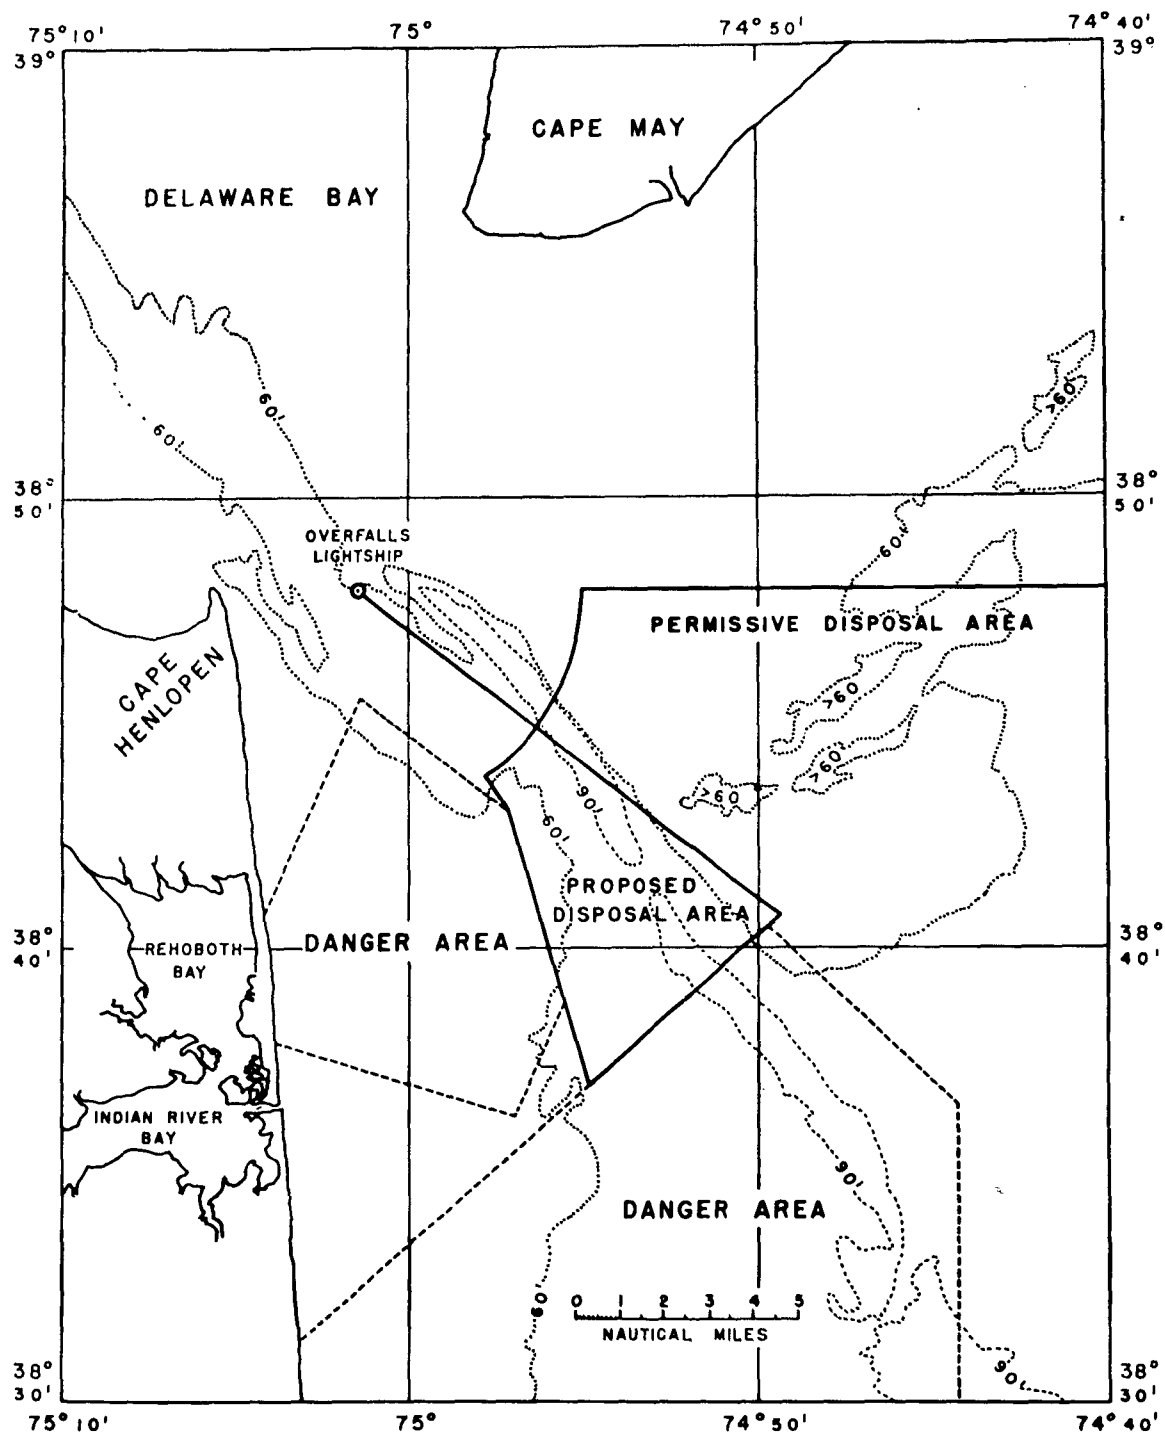 75°10' 75° 74°50' 74°40'
39° 39°
CAPE MAY
DELAWARE BAY
>60'
60'
60'
38° 50' 38° 50'
OVERFALLS
LIGHTSHIP
60'
PERMISSIVE DISPOSAL AREA
CAPE
HENLOPEN
>60
>60'
>60
90'
60'
PROPOSED
DISPOSAL AREA
38° 40' 38° 40'
DANGER AREA
REHOBOTH
BAY
INDIAN RIVER
BAY
90'
DANGER AREA
60'
0 1 2 3 4 5
NAUTICAL MILES
90'
38° 30' 38° 30'
75°10' 75° 74°50' 74°40'